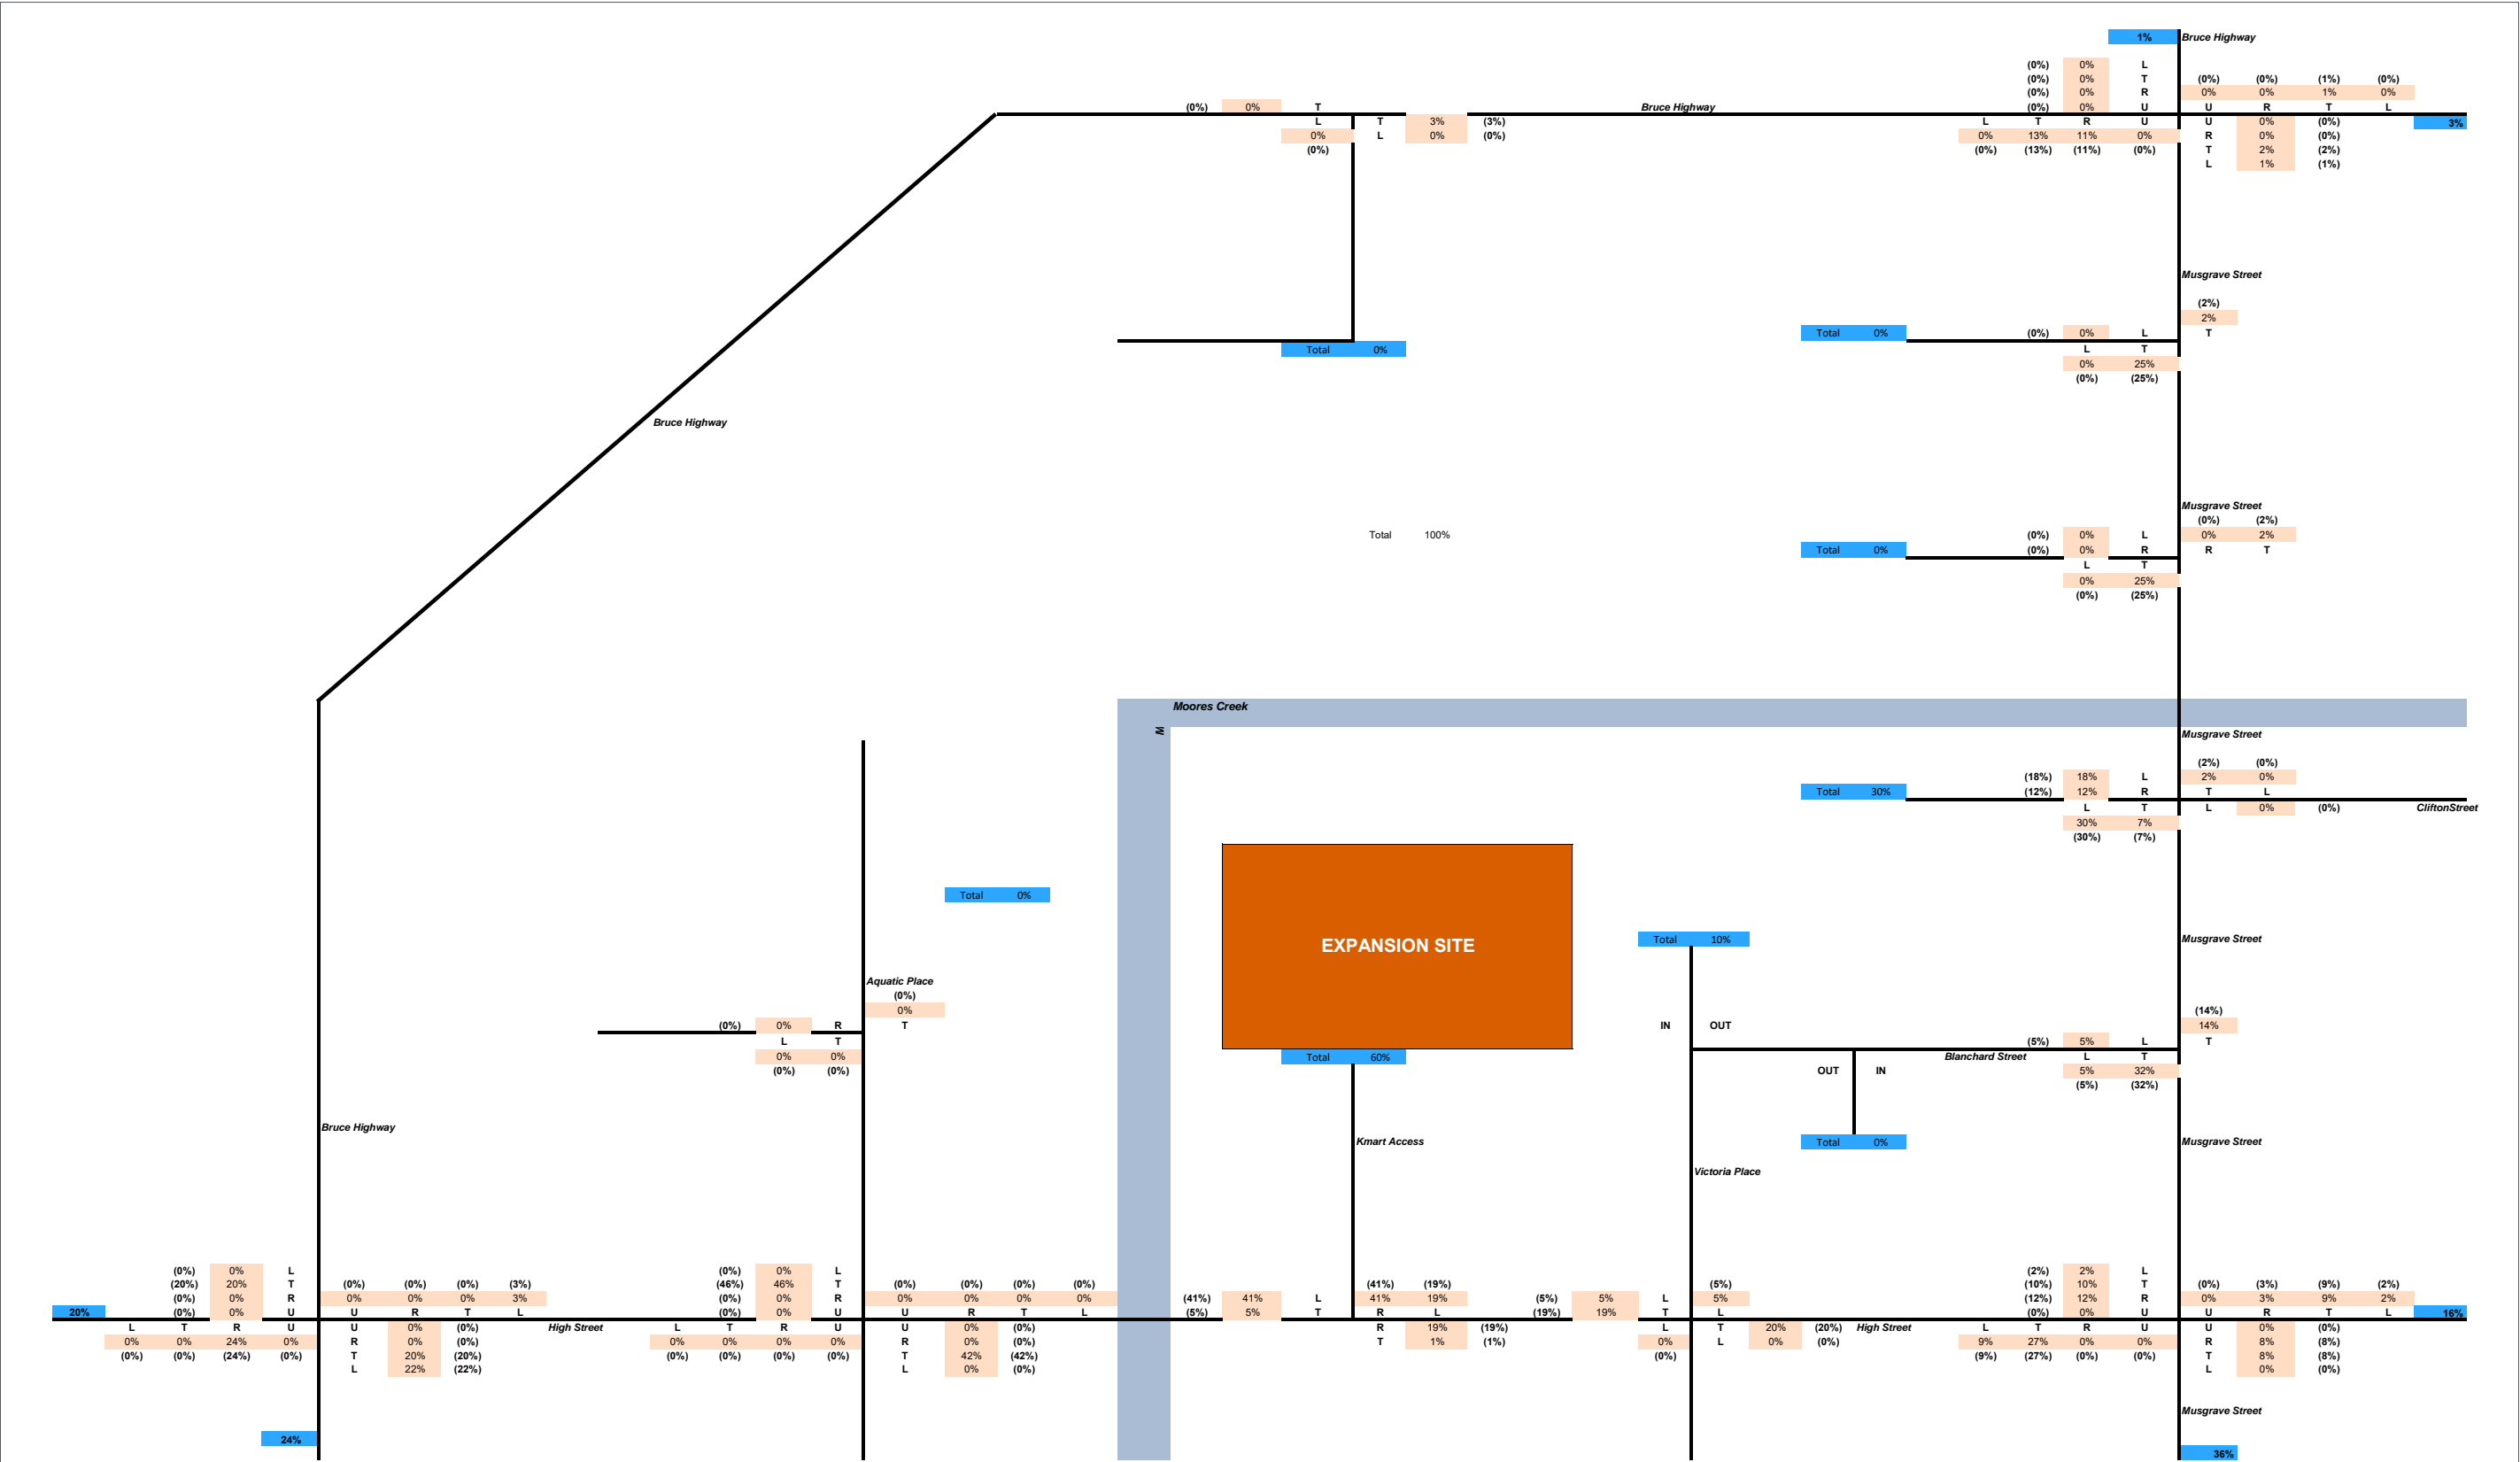 1% Bruce Highway
(0%) 0% L
(0%) 0% T (0%) (0%) (1%) (0%)
(0%) 0% R 0% 0% 1% 0%
(0%) 0% T Bruce Highway (0%) 0% U U R T L
L T 3% (3%) L T R U U 0% (0%) 3%
0% L 0% (0%) 0% 13% 11% 0% R 0% (0%)
(0%) (0%) (13%) (11%) (0%) T 2% (2%)
L 1% (1%)
Musgrave Street
(2%)
2%
Total 0% (0%) 0% L T
Total 0% L T
0% 25%
(0%) (25%)
Bruce Highway
Musgrave Street
(0%) (2%)
Total 100% (0%) 0% L 0% 2%
Total 0% (0%) 0% R R T
L T
0% 25%
(0%) (25%)
Moores Creek
M
Musgrave Street
(2%) (0%)
(18%) 18% L 2% 0%
Total 30% (12%) 12% R T L
L T L 0% (0%) CliftonStreet
30% 7%
(30%) (7%)
Total 0%
EXPANSION SITE Total 10% Musgrave Street
Aquatic Place
(0%)
0% (14%)
(0%) 0% R T IN OUT 14%
L T (5%) 5% L T
0% 0% Total 60% Blanchard Street L T
(0%) (0%) OUT IN 5% 32%
(5%) (32%)
Bruce Highway
Kmart Access Total 0% Musgrave Street
Victoria Place
(0%) 0% L (0%) 0% L (2%) 2% L
(20%) 20% T (0%) (0%) (0%) (3%) (46%) 46% T (0%) (0%) (0%) (0%) (41%) (19%) (5%) (10%) 10% T (0%) (3%) (9%) (2%)
(0%) 0% R 0% 0% 0% 3% (0%) 0% R 0% 0% 0% 0% (41%) 41% L 41% 19% (5%) 5% L 5% (12%) 12% R 0% 3% 9% 2%
20% (0%) 0% U U R T L (0%) 0% U U R T L (5%) 5% T R L (19%) 19% T L (0%) 0% U U R T L 16%
L T R U U 0% (0%) High Street L T R U U 0% (0%) R 19% (19%) L T 20% (20%) High Street L T R U U 0% (0%)
0% 0% 24% 0% R 0% (0%) 0% 0% 0% 0% R 0% (0%) T 1% (1%) 0% L 0% (0%) 9% 27% 0% 0% R 8% (8%)
(0%) (0%) (24%) (0%) T 20% (20%) (0%) (0%) (0%) (0%) T 42% (42%) (0%) (9%) (27%) (0%) (0%) T 8% (8%)
L 22% (22%) L 0% (0%) L 0% (0%)
Musgrave Street
24%
36%